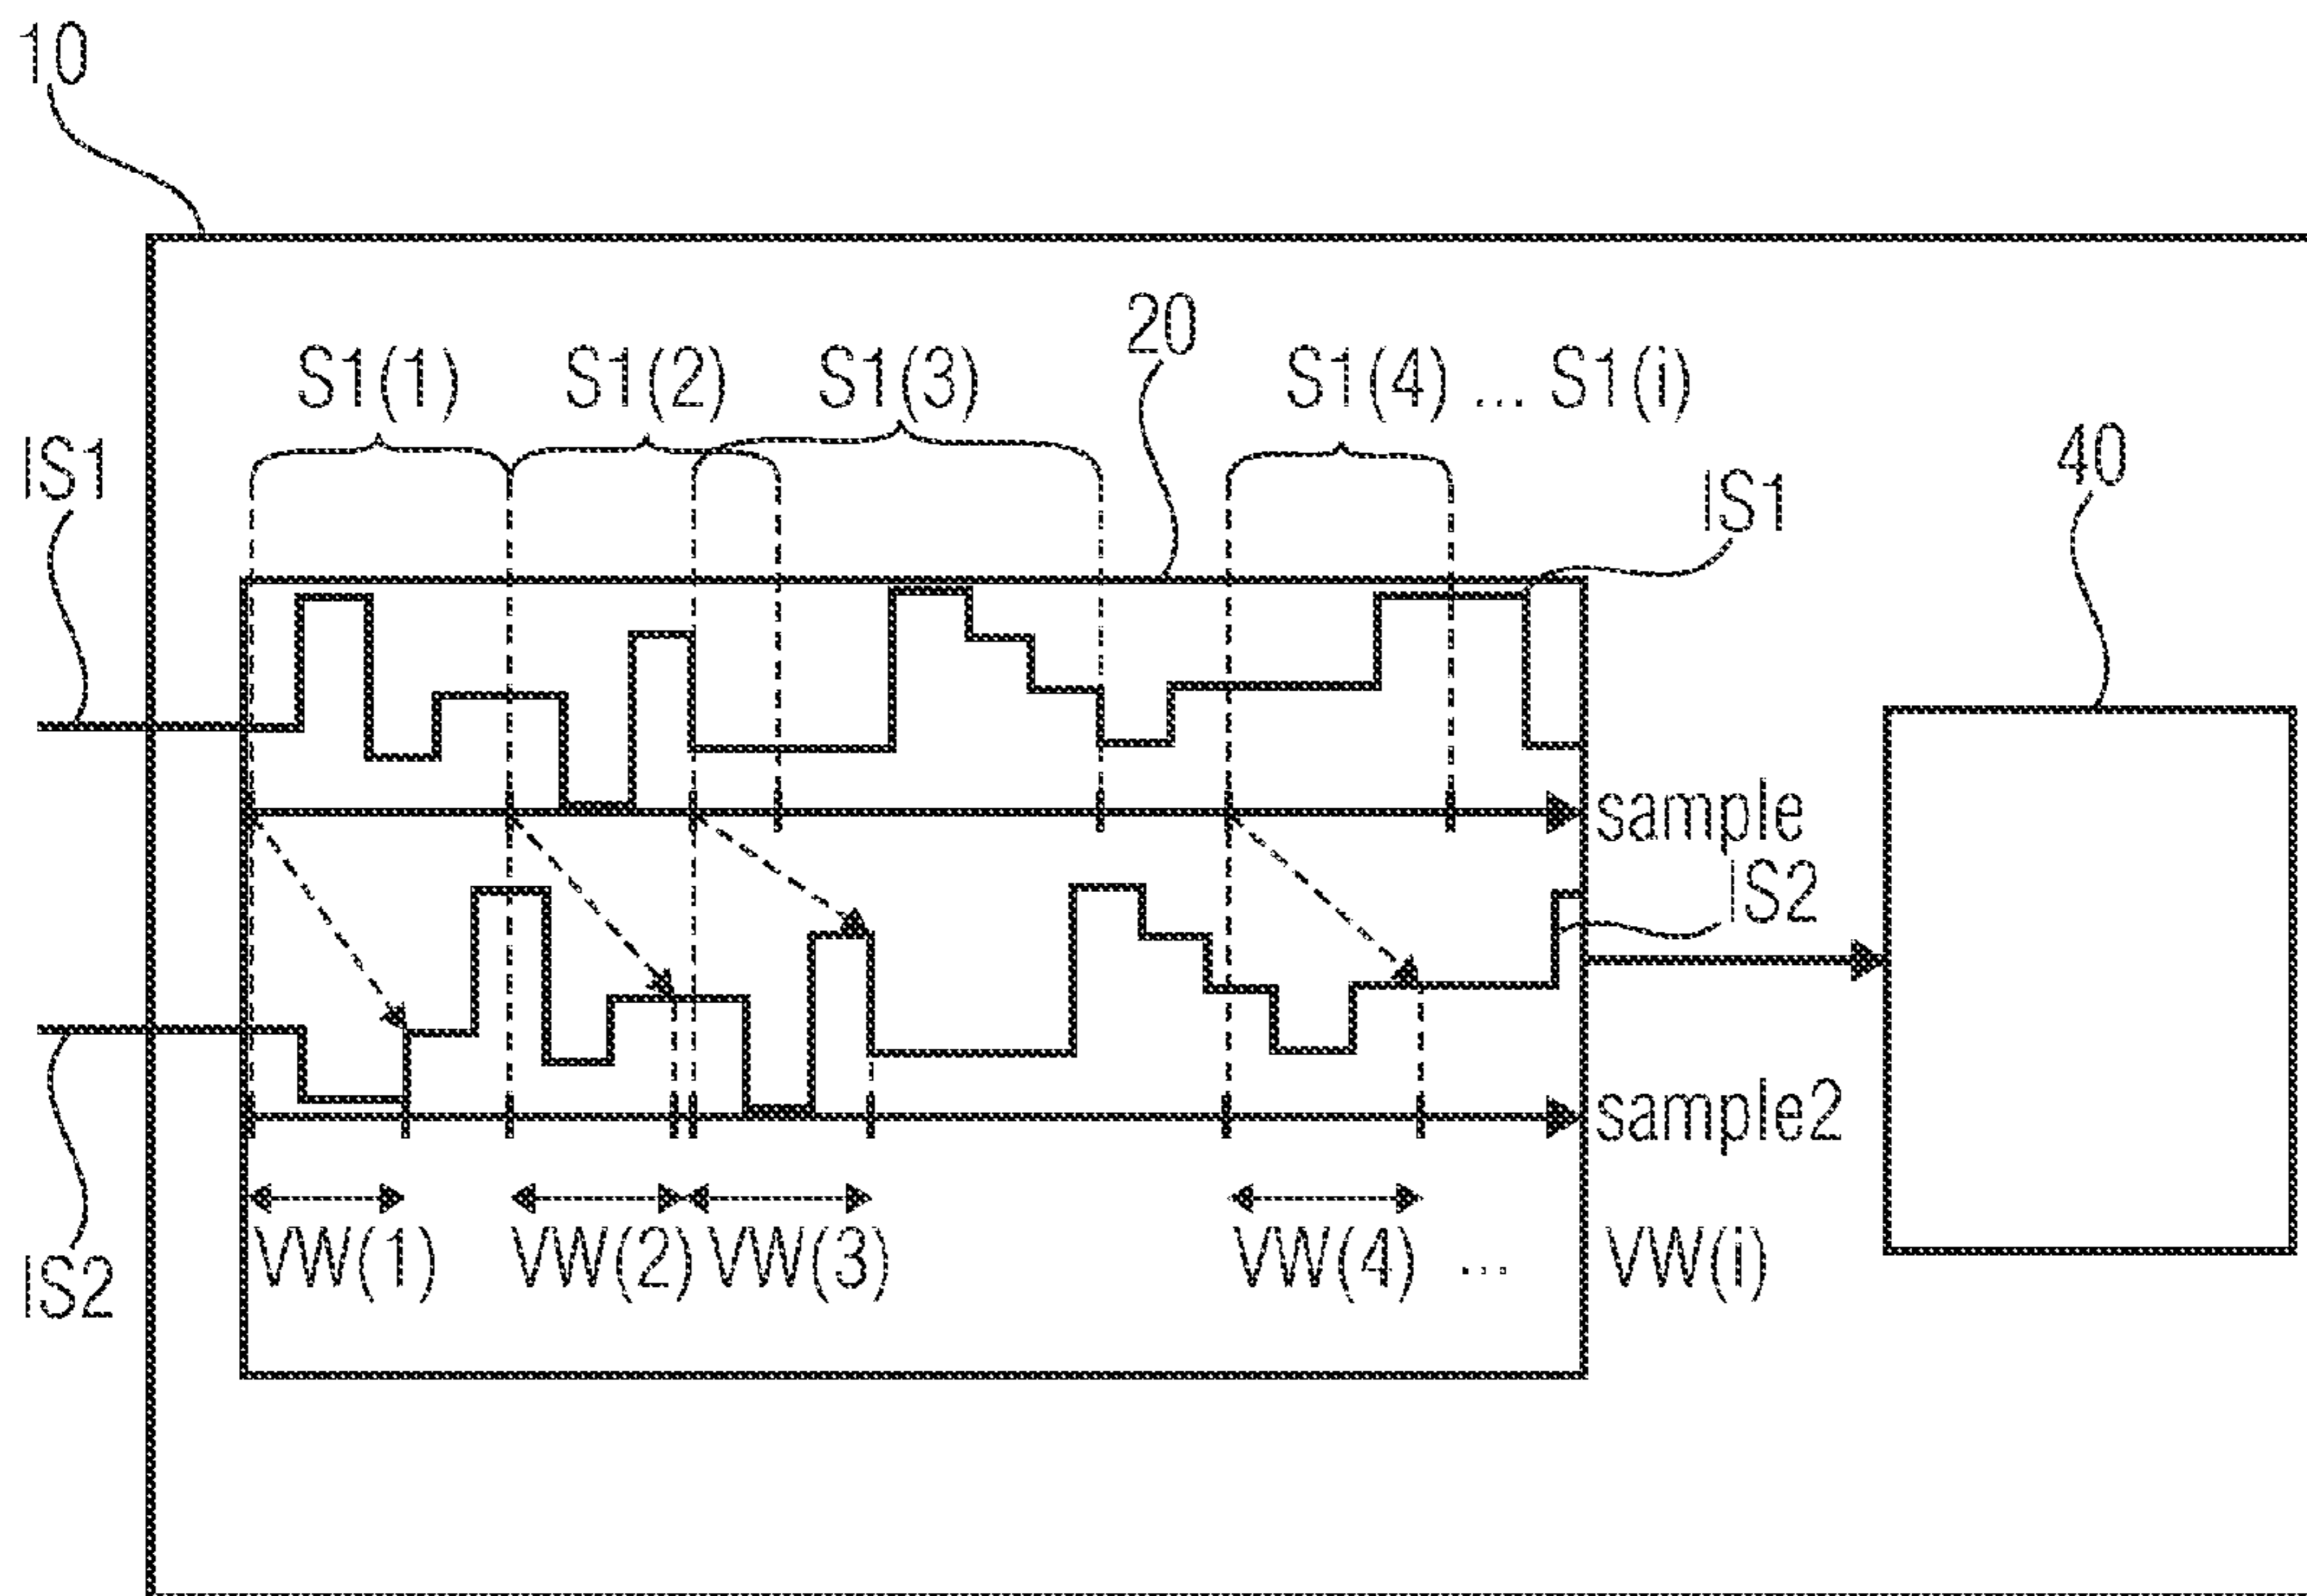 10
20
S1(1) S1(2) S1(3) S1(4) ... S1(i)
IS1
40
IS1
sample
IS2
sample2
VW(1) VW(2) VW(3) VW(4) ... VW(i)
IS2